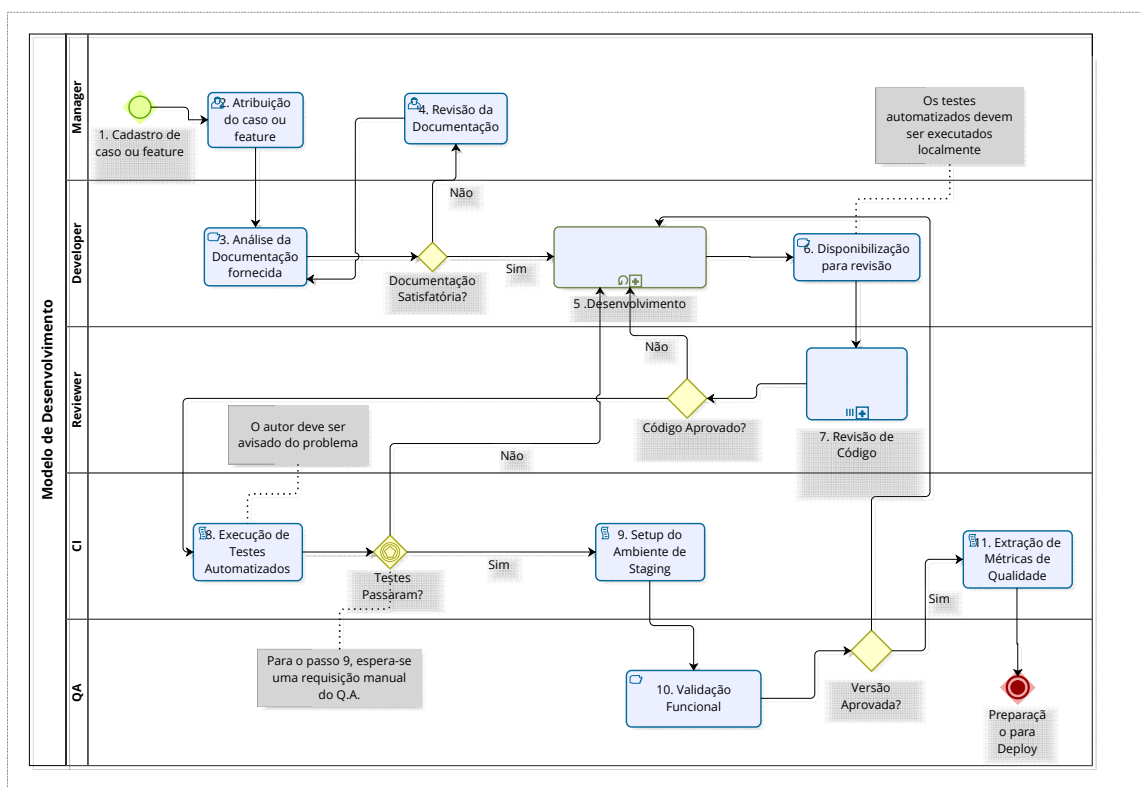 Modelo de Desenvolvimento
Manager
1. Cadastro de
caso ou feature
2. Atribuição
do caso ou
feature
4. Revisão da
Documentação
Os testes
automatizados devem
ser executados
localmente
Não
Developer
3. Análise da
Documentação
fornecida
Documentação
Satisfatória?
Sim
5 .Desenvolvimento
6. Disponibilização
para revisão
Reviewer
Não
Código Aprovado?
7. Revisão de
Código
O autor deve ser
avisado do problema
Não
CI
8. Execução de
Testes
Automatizados
Testes
Passaram?
Sim
9. Setup do
Ambiente de
Staging
11. Extração de
Métricas de
Qualidade
Sim
QA
Para o passo 9, espera-se
uma requisição manual
do Q.A.
10. Validação
Funcional
Versão
Aprovada?
Preparaçã
o para
Deploy